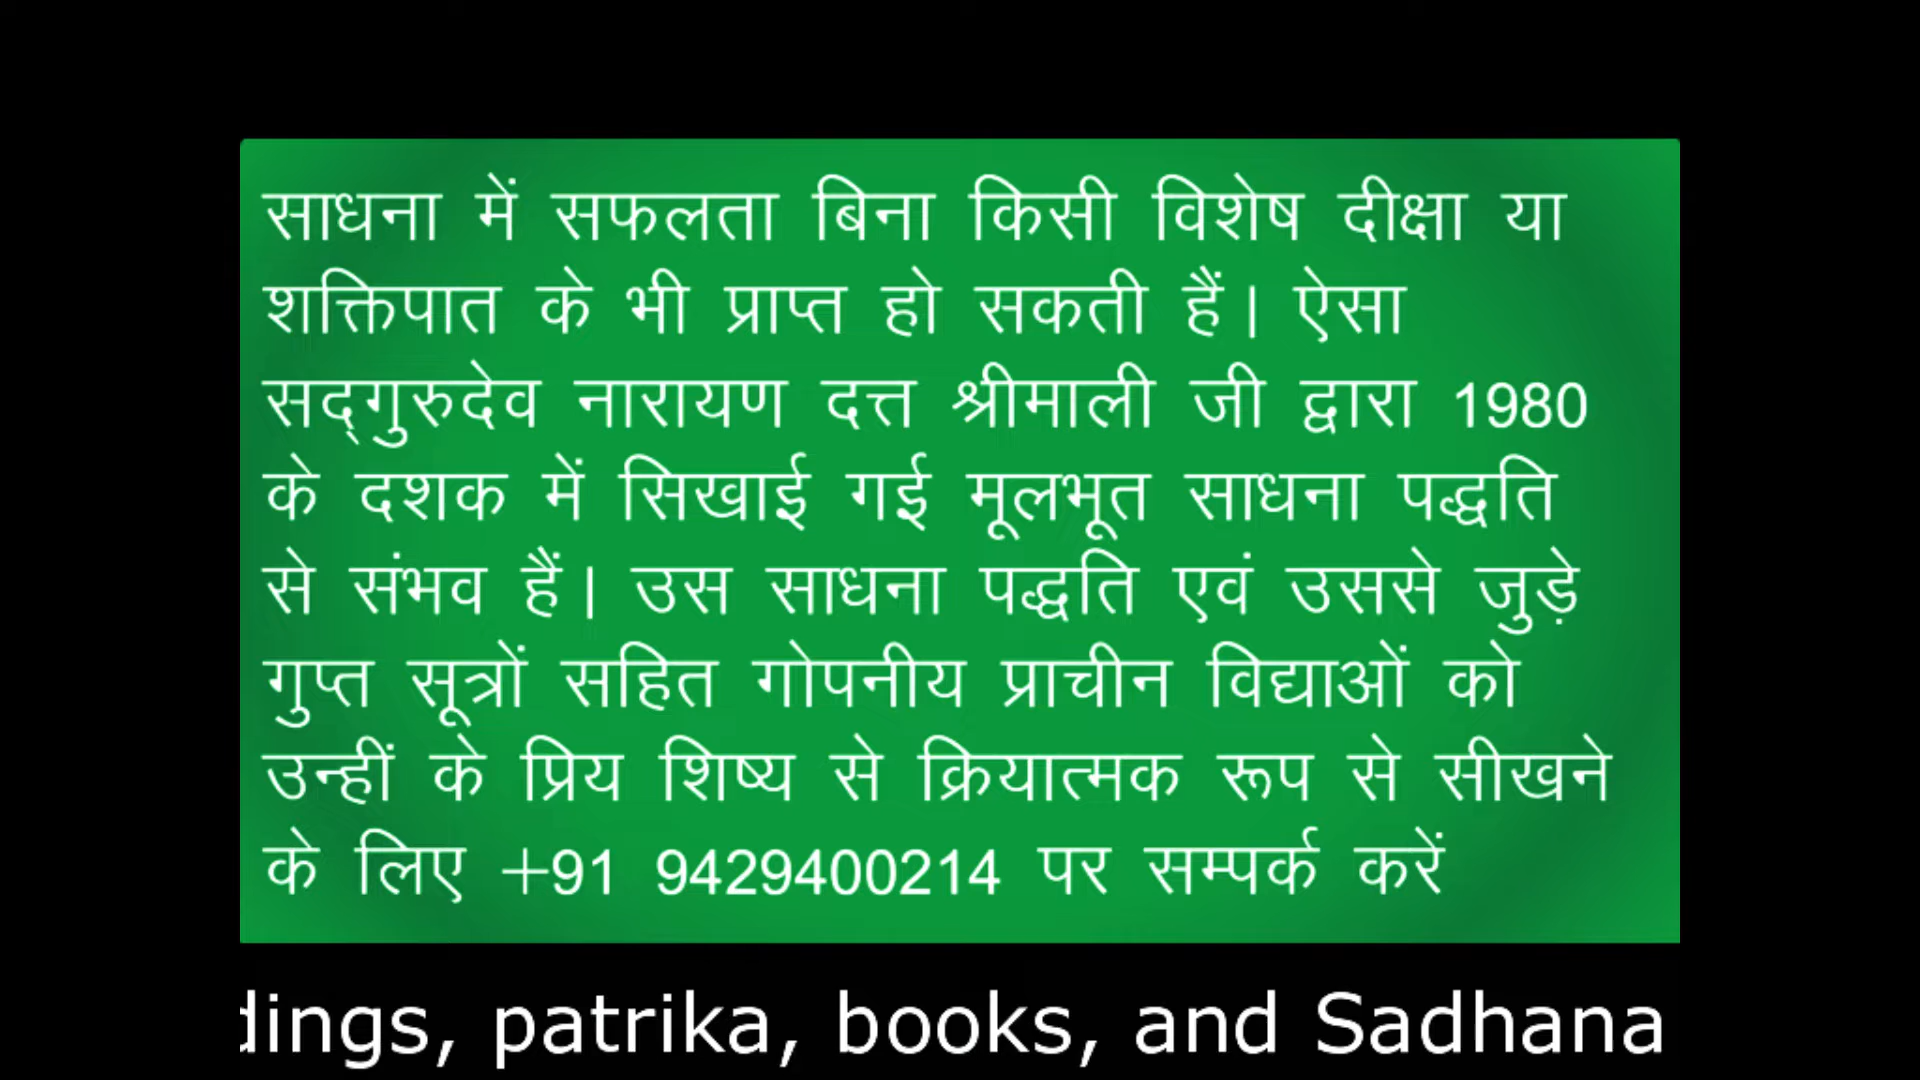 साधना में सफलता बिना किसी विशेष दीक्षा या
शक्तिपात के भी प्राप्त हो सकती हैं। ऐसा
सद्‌गुरुदेव नारायण दत्त श्रीमाली जी द्वारा 1980
के दशक में सिखाई गई मूलभूत साधना पद्धति
से संभव हैं। उस साधना पद्धति एवं उससे जुड़े
गुप्त सूत्रों सहित गोपनीय प्राचीन विद्याओं को
उन्हीं के प्रिय शिष्य से क्रियात्मक रूप से सीखने
के लिए +91 9429400214 पर सम्पर्क करें
dings, patrika, books, and Sadhana